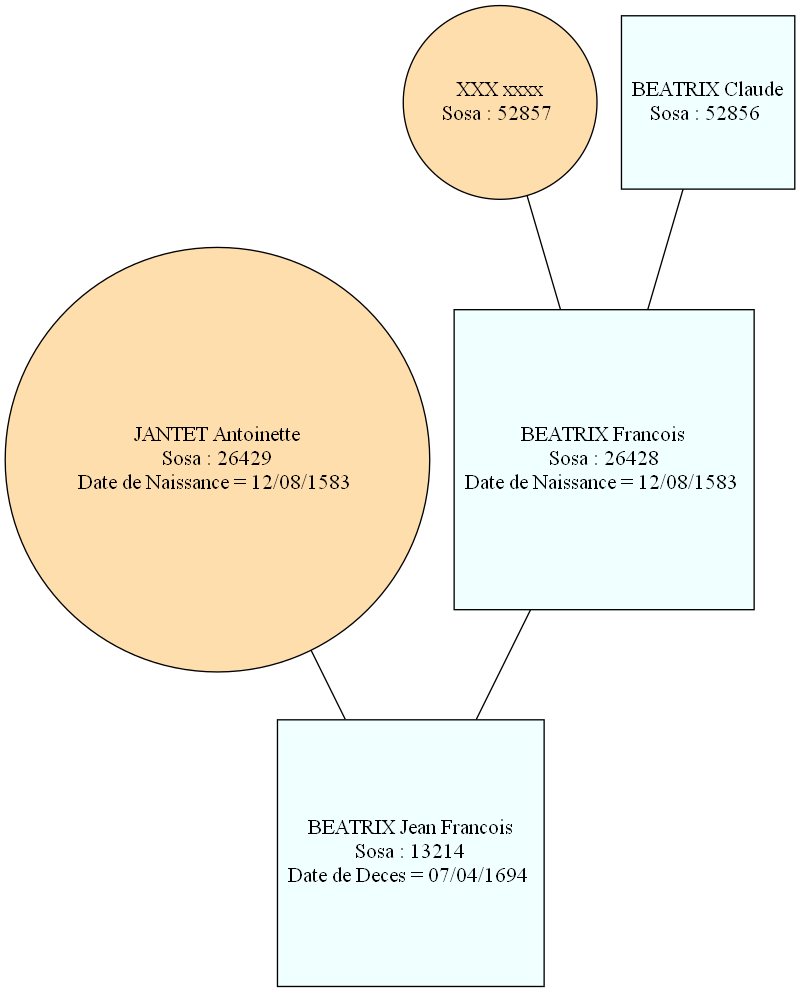 XXX xxxx
Sosa : 52857
BEATRIX Claude
Sosa : 52856
JANTET Antoinette
Sosa : 26429
Date de Naissance = 12/08/1583
BEATRIX Francois
Sosa : 26428
Date de Naissance = 12/08/1583
BEATRIX Jean Francois
Sosa : 13214
Date de Deces = 07/04/1694